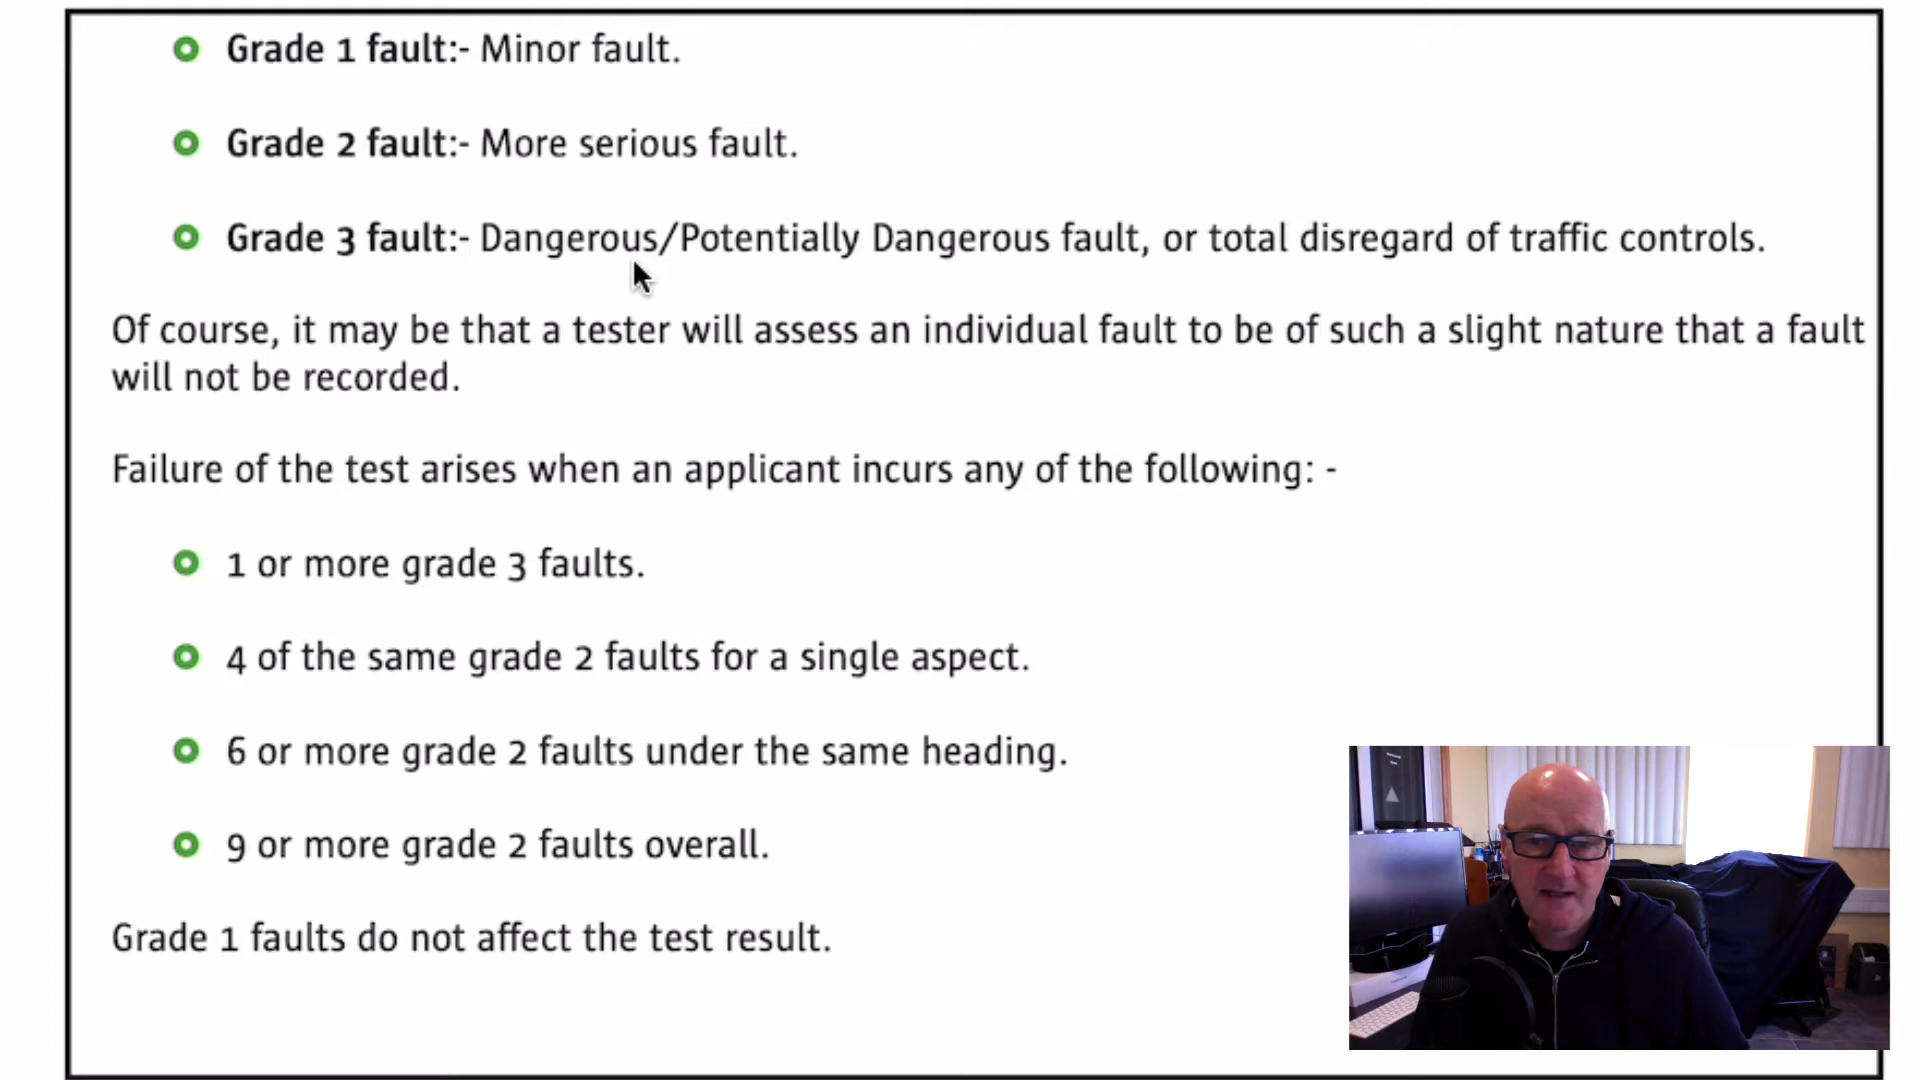 Grade 1 fault:- Minor fault.
Grade 2 fault:- More serious fault.
Grade 3 fault:- Dangerous/Potentially Dangerous fault, or total disregard of traffic controls.
Of course, it may be that a tester will assess an individual fault to be of such a slight nature that a fault
will not be recorded.
Failure of the test arises when an applicant incurs any of the following: -
1 or more grade 3 faults.
4 of the same grade 2 faults for a single aspect.
6 or more grade 2 faults under the same heading.
9 or more grade 2 faults overall.
Grade 1 faults do not affect the test result.